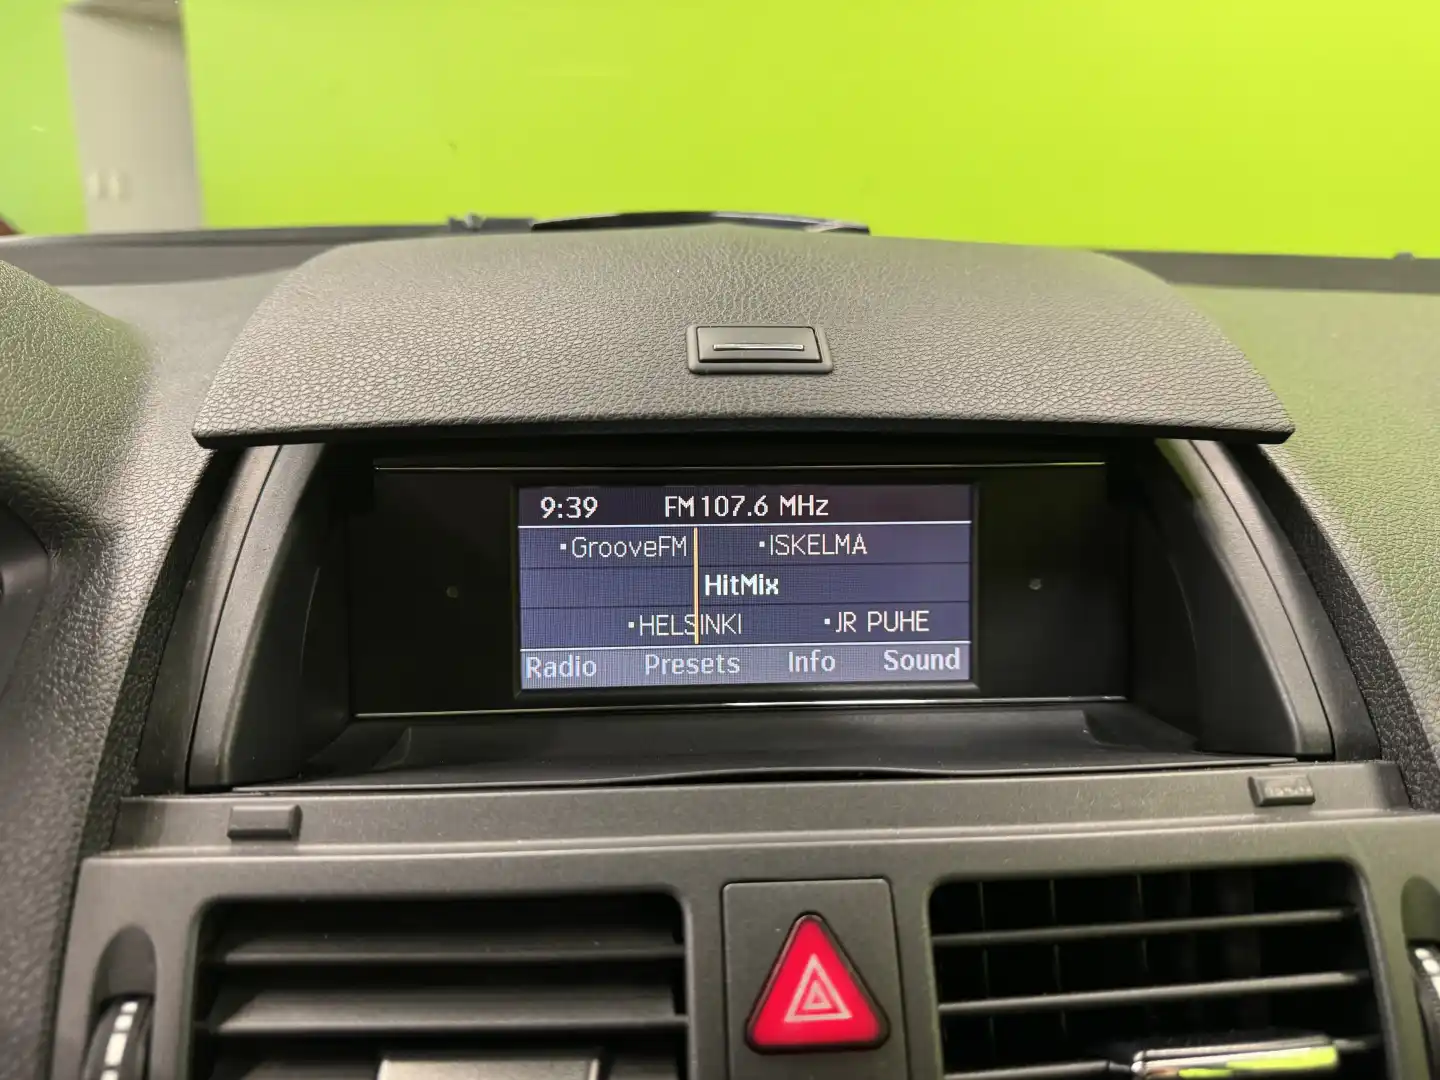 9:39 FM 107.6 MHz
•GrooveFM •ISKELMA
HitMix
•HELSINKI •JR PUHE
Radio Presets Info Sound